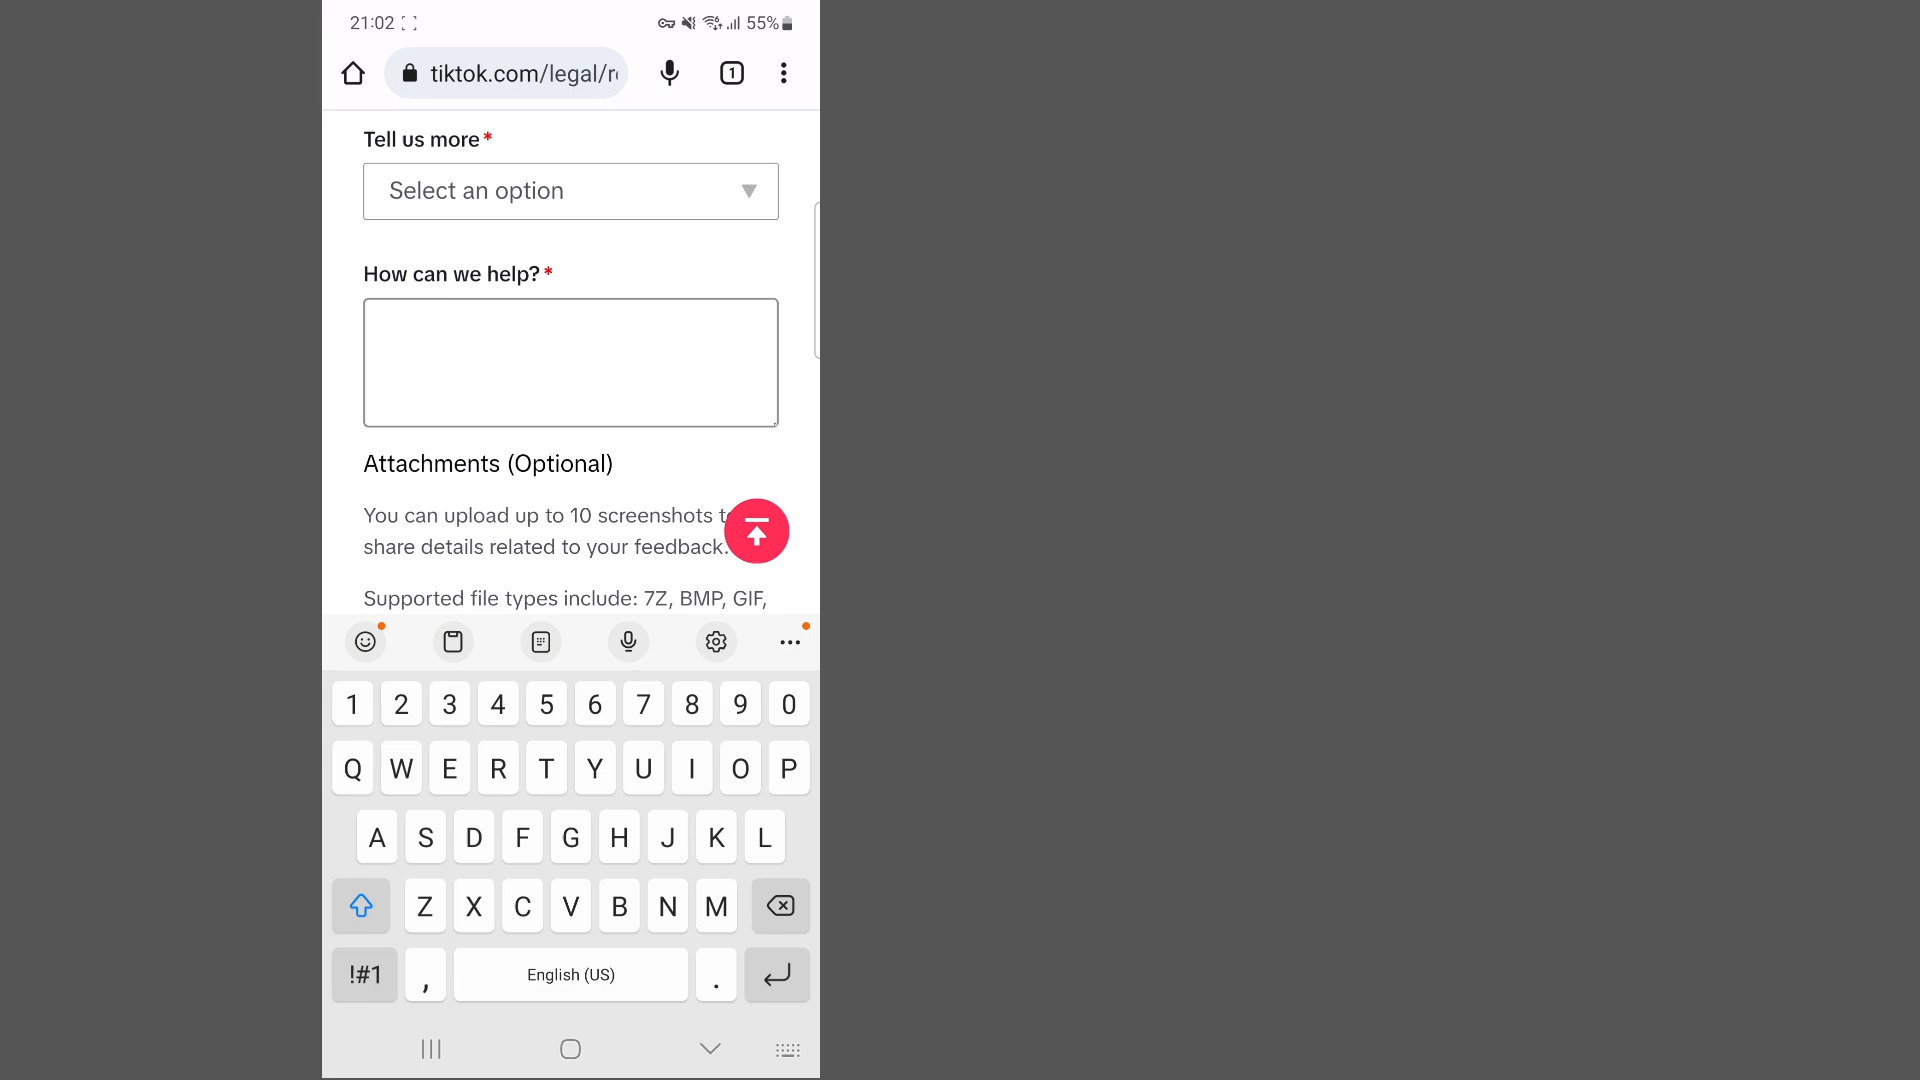 21:02
55%
tiktok.com/legal/r
1
Tell us more*
Select an option
How can we help?*
Attachments (Optional)
You can upload up to 10 screenshots t
share details related to your feedback.
Supported file types include: 7Z, BMP, GIF,
1 2 3 4 5 6 7 8 9 0
Q W E R T Y U I O P
A S D F G H J K L
Z X C V B N M
!#1 , English (US) .